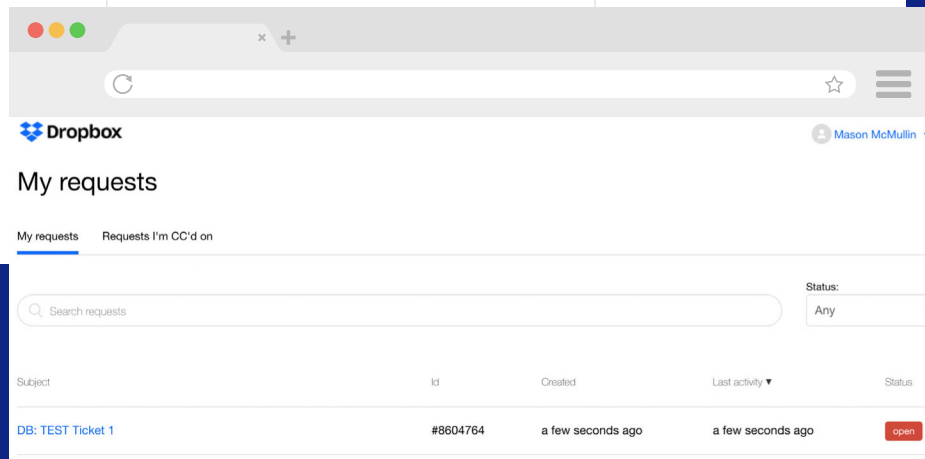 Dropbox
Mason McMullin
My requests
My requests Requests I'm CC'd on
Status:
Search requests Any
Subject Id Created Last activity ▼ Status
DB: TEST Ticket 1 #8604764 a few seconds ago a few seconds ago open